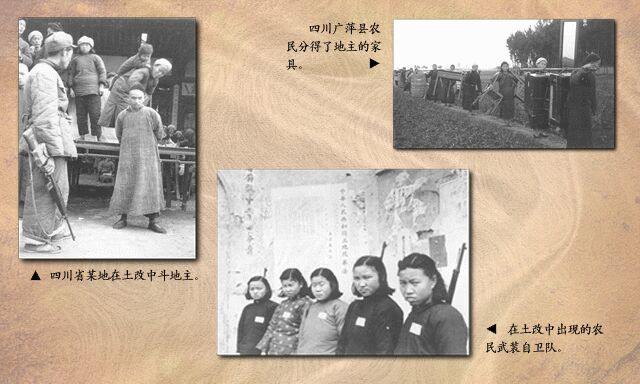 四川广萍县农
民分得了地主的家
具。 ▶
▲ 四川省某地在土改中斗地主。
◀ 在土改中出现的农
民武装自卫队。